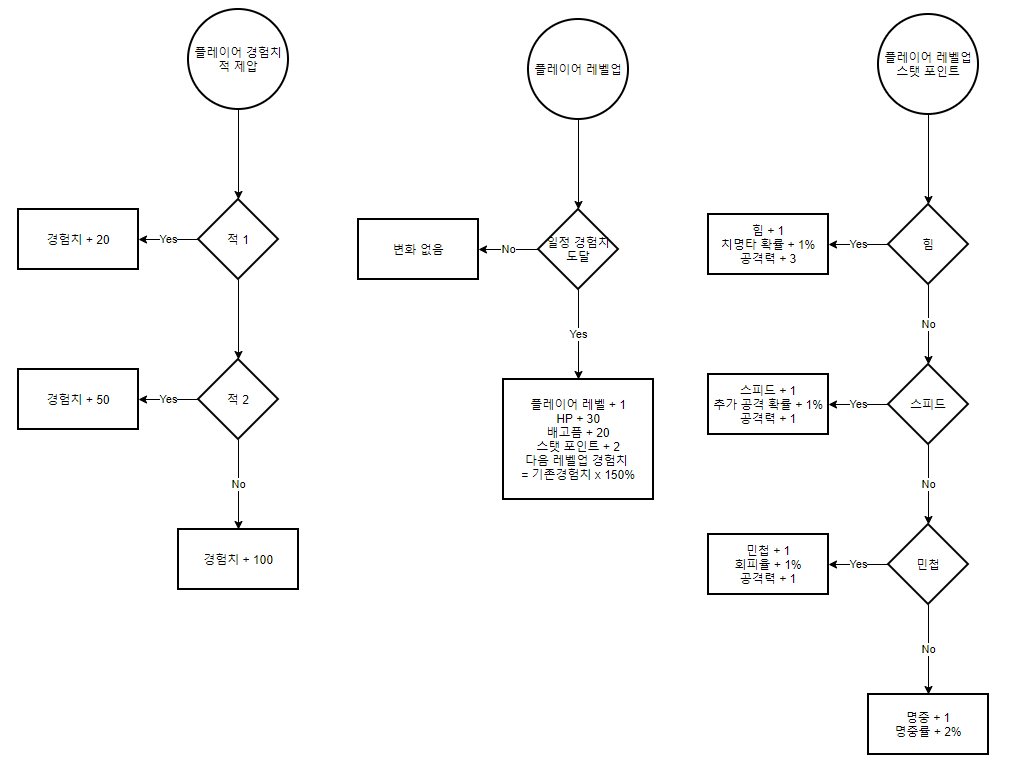 플레이어 경험치
적 제압
적 1
Yes
경험치 + 20
적 2
Yes
경험치 + 50
No
경험치 + 100
플레이어 레벨업
일정 경험치
도달
No
변화 없음
Yes
플레이어 레벨 + 1
HP + 30
배고픔 + 20
스탯 포인트 + 2
다음 레벨업 경험치
= 기존경험치 x 150%
플레이어 레벨업
스탯 포인트
힘
Yes
힘 + 1
치명타 확률 + 1%
공격력 + 3
No
스피드
Yes
스피드 + 1
추가 공격 확률 + 1%
공격력 + 1
No
민첩
Yes
민첩 + 1
회피율 + 1%
공격력 + 1
No
명중 + 1
명중률 + 2%